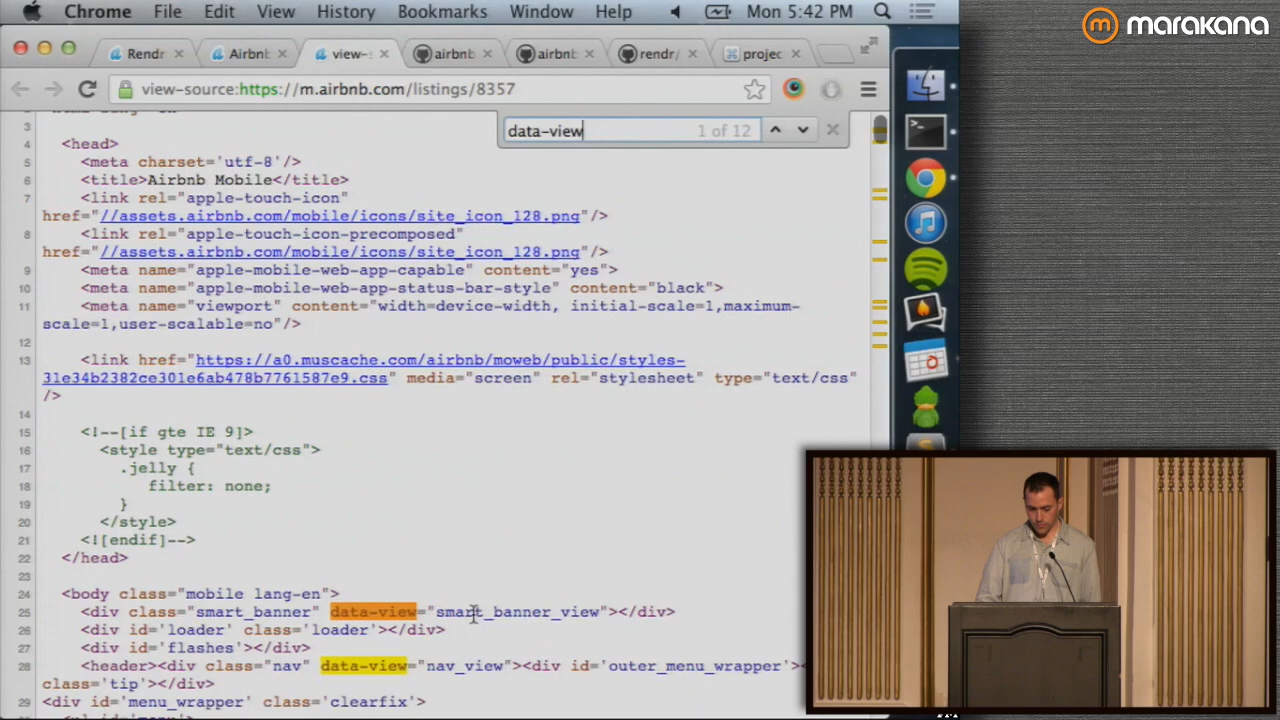 Chrome File Edit View History Bookmarks Window Help Mon 5:42 PM
marakana
Rendr Airbnb view-s airbnb airbnb rendr/ projec
view-source:https://m.airbnb.com/listings/8357
data-view 1 of 12
3
4 <head>
5 <meta charset='utf-8'/>
6 <title>Airbnb Mobile</title>
7 <link rel="apple-touch-icon"
href="//assets.airbnb.com/mobile/icons/site_icon_128.png"/>
8 <link rel="apple-touch-icon-precomposed"
href="//assets.airbnb.com/mobile/icons/site_icon_128.png"/>
9 <meta name="apple-mobile-web-app-capable" content="yes">
10 <meta name="apple-mobile-web-app-status-bar-style" content="black">
11 <meta name="viewport" content="width=device-width, initial-scale=1,maximum-
scale=1,user-scalable=no"/>
12
13 <link href="https://a0.muscache.com/airbnb/moweb/public/styles-
31e34b2382ce301e6ab478b7761587e9.css" media="screen" rel="stylesheet" type="text/css"
/>
14
15 <!--[if gte IE 9]>
16 <style type="text/css">
17 .jelly {
18 filter: none;
19 }
20 </style>
21 <![endif]-->
22 </head>
23
24 <body class="mobile lang-en">
25 <div class="smart_banner" data-view="smart_banner_view"></div>
26 <div id='loader' class='loader'></div>
27 <div id='flashes'></div>
28 <header><div class="nav" data-view="nav_view"><div id='outer_menu_wrapper'><
class='tip'></div>
29 <div id='menu_wrapper' class='clearfix'>